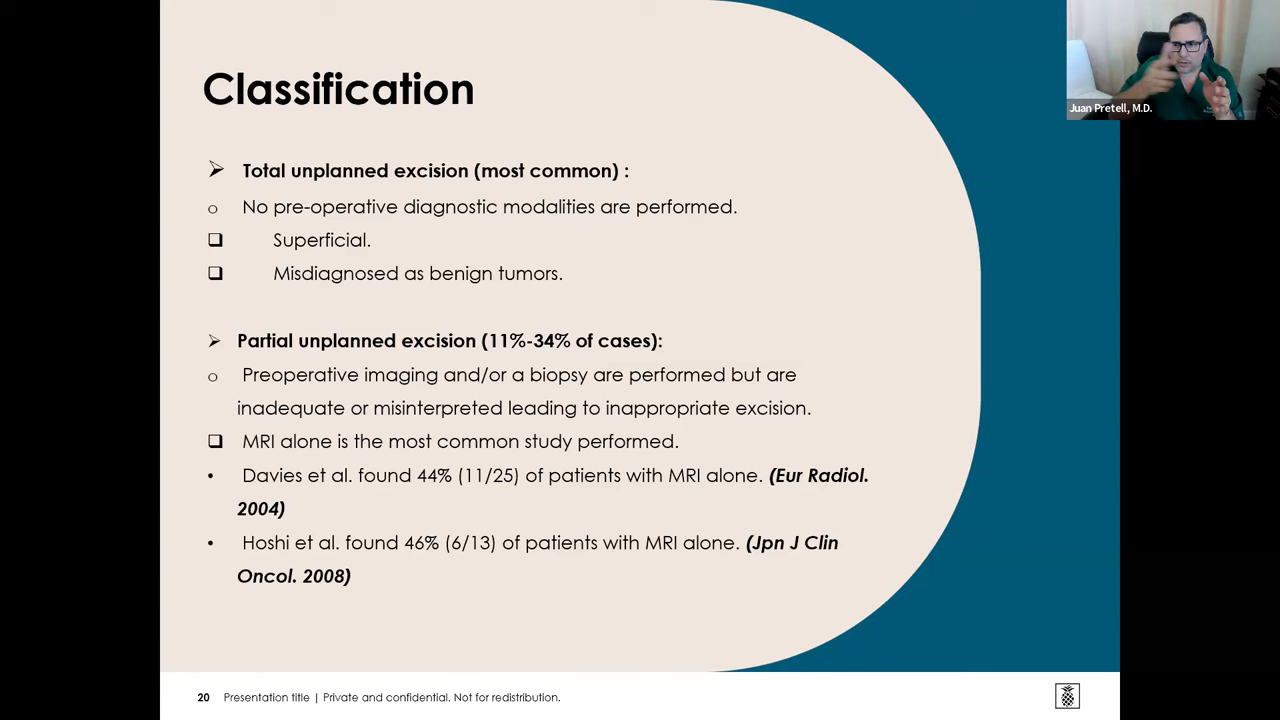 Classification
➢ Total unplanned excision (most common) :
o No pre-operative diagnostic modalities are performed.
❑ Superficial.
❑ Misdiagnosed as benign tumors.
➢ Partial unplanned excision (11%-34% of cases):
o Preoperative imaging and/or a biopsy are performed but are
inadequate or misinterpreted leading to inappropriate excision.
❑ MRI alone is the most common study performed.
• Davies et al. found 44% (11/25) of patients with MRI alone. (Eur Radiol.
2004)
• Hoshi et al. found 46% (6/13) of patients with MRI alone. (Jpn J Clin
Oncol. 2008)
20 Presentation title | Private and confidential. Not for redistribution.
Juan Pretell, M.D.